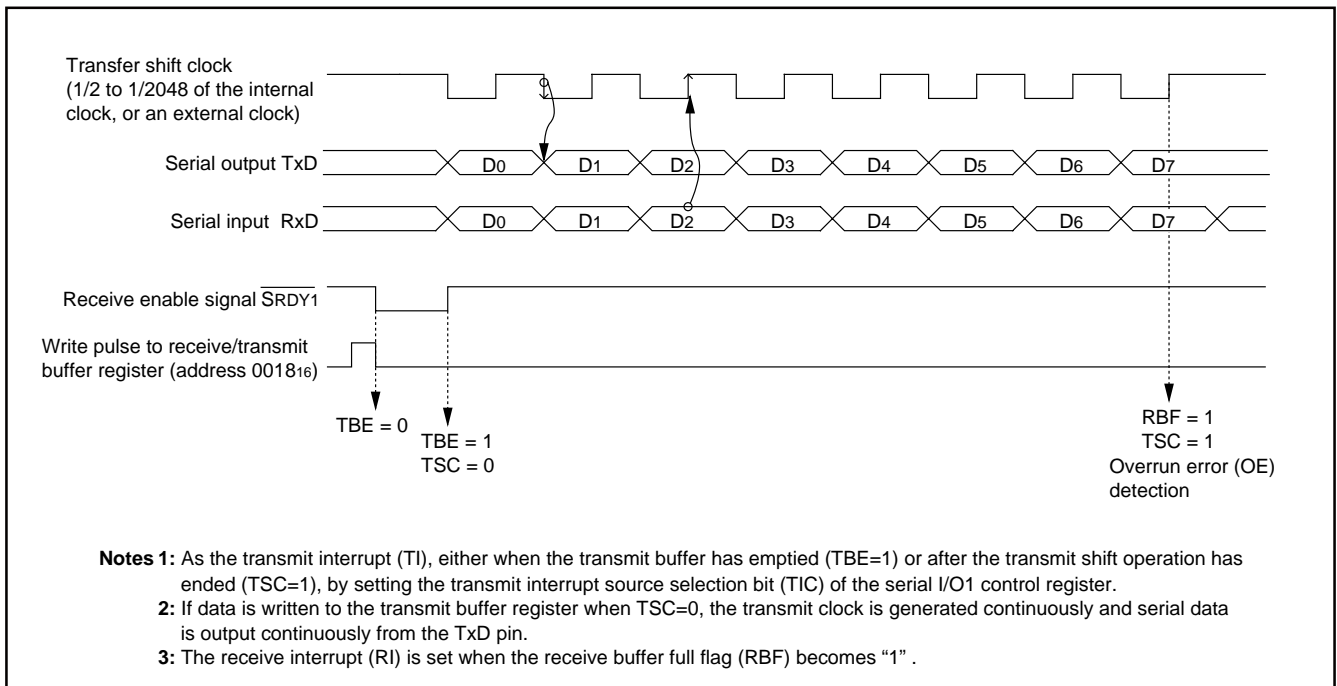 Transfer shift clock
(1/2 to 1/2048 of the internal
clock, or an external clock)
Serial output TxD
D0 D1 D2 D3 D4 D5 D6 D7
Serial input RxD
D0 D1 D2 D3 D4 D5 D6 D7
Receive enable signal SRDY1
Write pulse to receive/transmit
buffer register (address 001816)
TBE = 0
TBE = 1
TSC = 0
RBF = 1
TSC = 1
Overrun error (OE)
detection
Notes 1: As the transmit interrupt (TI), either when the transmit buffer has emptied (TBE=1) or after the transmit shift operation has
ended (TSC=1), by setting the transmit interrupt source selection bit (TIC) of the serial I/O1 control register.
2: If data is written to the transmit buffer register when TSC=0, the transmit clock is generated continuously and serial data
is output continuously from the TxD pin.
3: The receive interrupt (RI) is set when the receive buffer full flag (RBF) becomes “1” .